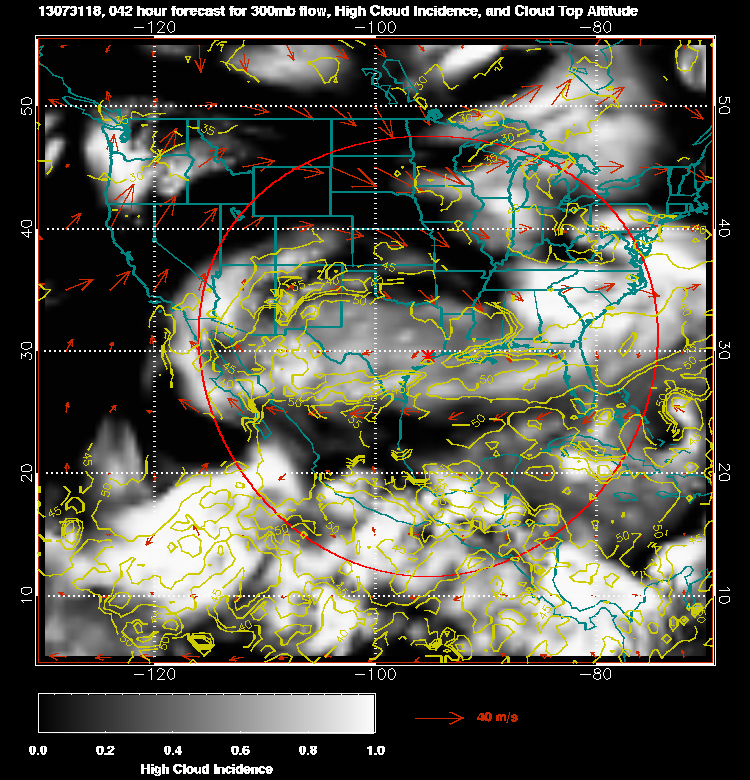 13073118, 042 hour forecast for 300mb flow, High Cloud Incidence, and Cloud Top Altitude
−120 −100 −80
50 50
40 40
30 30
20 20
10 10
−120 −100 −80
40 m/s
0.0 0.2 0.4 0.6 0.8 1.0
High Cloud Incidence